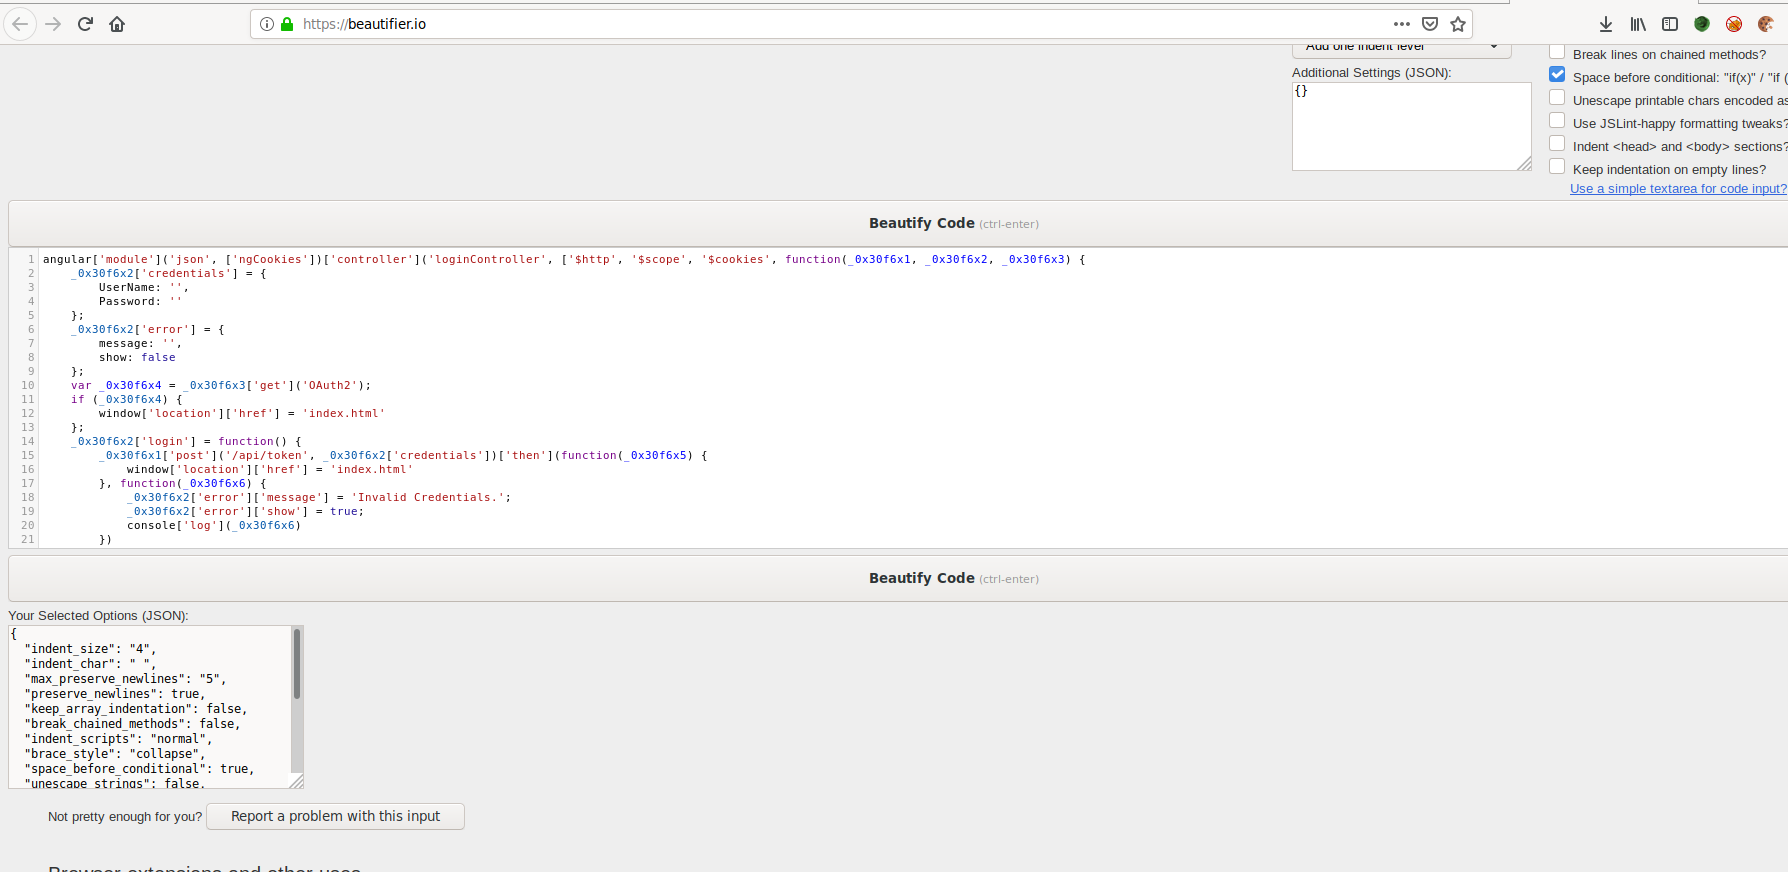 https://beautifier.io
Add one indent level
Additional Settings (JSON):
{}
Break lines on chained methods?
Space before conditional: "if(x)" / "if (
Unescape printable chars encoded as
Use JSLint-happy formatting tweaks?
Indent <head> and <body> sections?
Keep indentation on empty lines?
Use a simple textarea for code input?
Beautify Code (ctrl-enter)
1 angular['module']('json', ['ngCookies'])['controller']('loginController', ['$http', '$scope', '$cookies', function(_0x30f6x1, _0x30f6x2, _0x30f6x3) {
2     _0x30f6x2['credentials'] = {
3         UserName: '',
4         Password: ''
5     };
6     _0x30f6x2['error'] = {
7         message: '',
8         show: false
9     };
10     var _0x30f6x4 = _0x30f6x3['get']('OAuth2');
11     if (_0x30f6x4) {
12         window['location']['href'] = 'index.html'
13     };
14     _0x30f6x2['login'] = function() {
15         _0x30f6x1['post']('/api/token', _0x30f6x2['credentials'])['then'](function(_0x30f6x5) {
16             window['location']['href'] = 'index.html'
17         }, function(_0x30f6x6) {
18             _0x30f6x2['error']['message'] = 'Invalid Credentials.';
19             _0x30f6x2['error']['show'] = true;
20             console['log'](_0x30f6x6)
21         })
Beautify Code (ctrl-enter)
Your Selected Options (JSON):
{
  "indent_size": "4",
  "indent_char": " ",
  "max_preserve_newlines": "5",
  "preserve_newlines": true,
  "keep_array_indentation": false,
  "break_chained_methods": false,
  "indent_scripts": "normal",
  "brace_style": "collapse",
  "space_before_conditional": true,
  "unescape_strings": false,
Not pretty enough for you? Report a problem with this input
Browser extensions and other uses